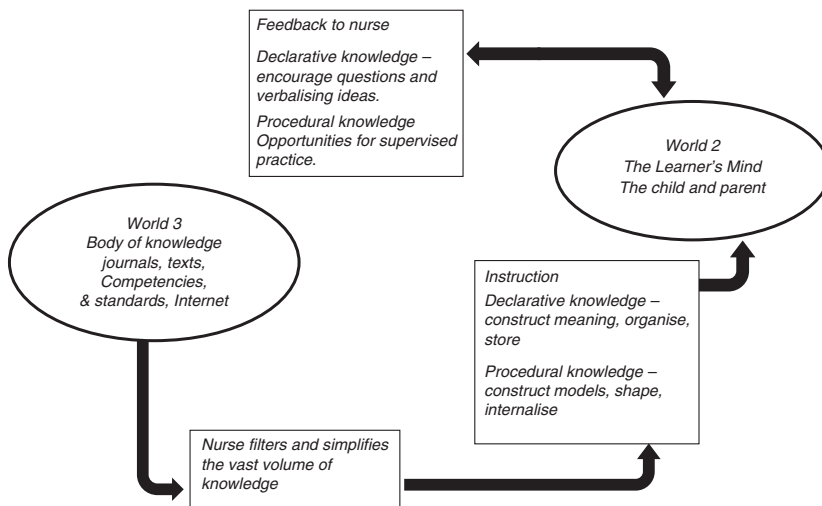 Feedback to nurse
Declarative knowledge –
encourage questions and
verbalising ideas.
Procedural knowledge
Opportunities for supervised
practice.
World 2
The Learner's Mind
The child and parent
World 3
Body of knowledge
journals, texts,
Competencies,
& standards, Internet
Instruction
Declarative knowledge –
construct meaning, organise,
store
Procedural knowledge –
construct models, shape,
internalise
Nurse filters and simplifies
the vast volume of
knowledge